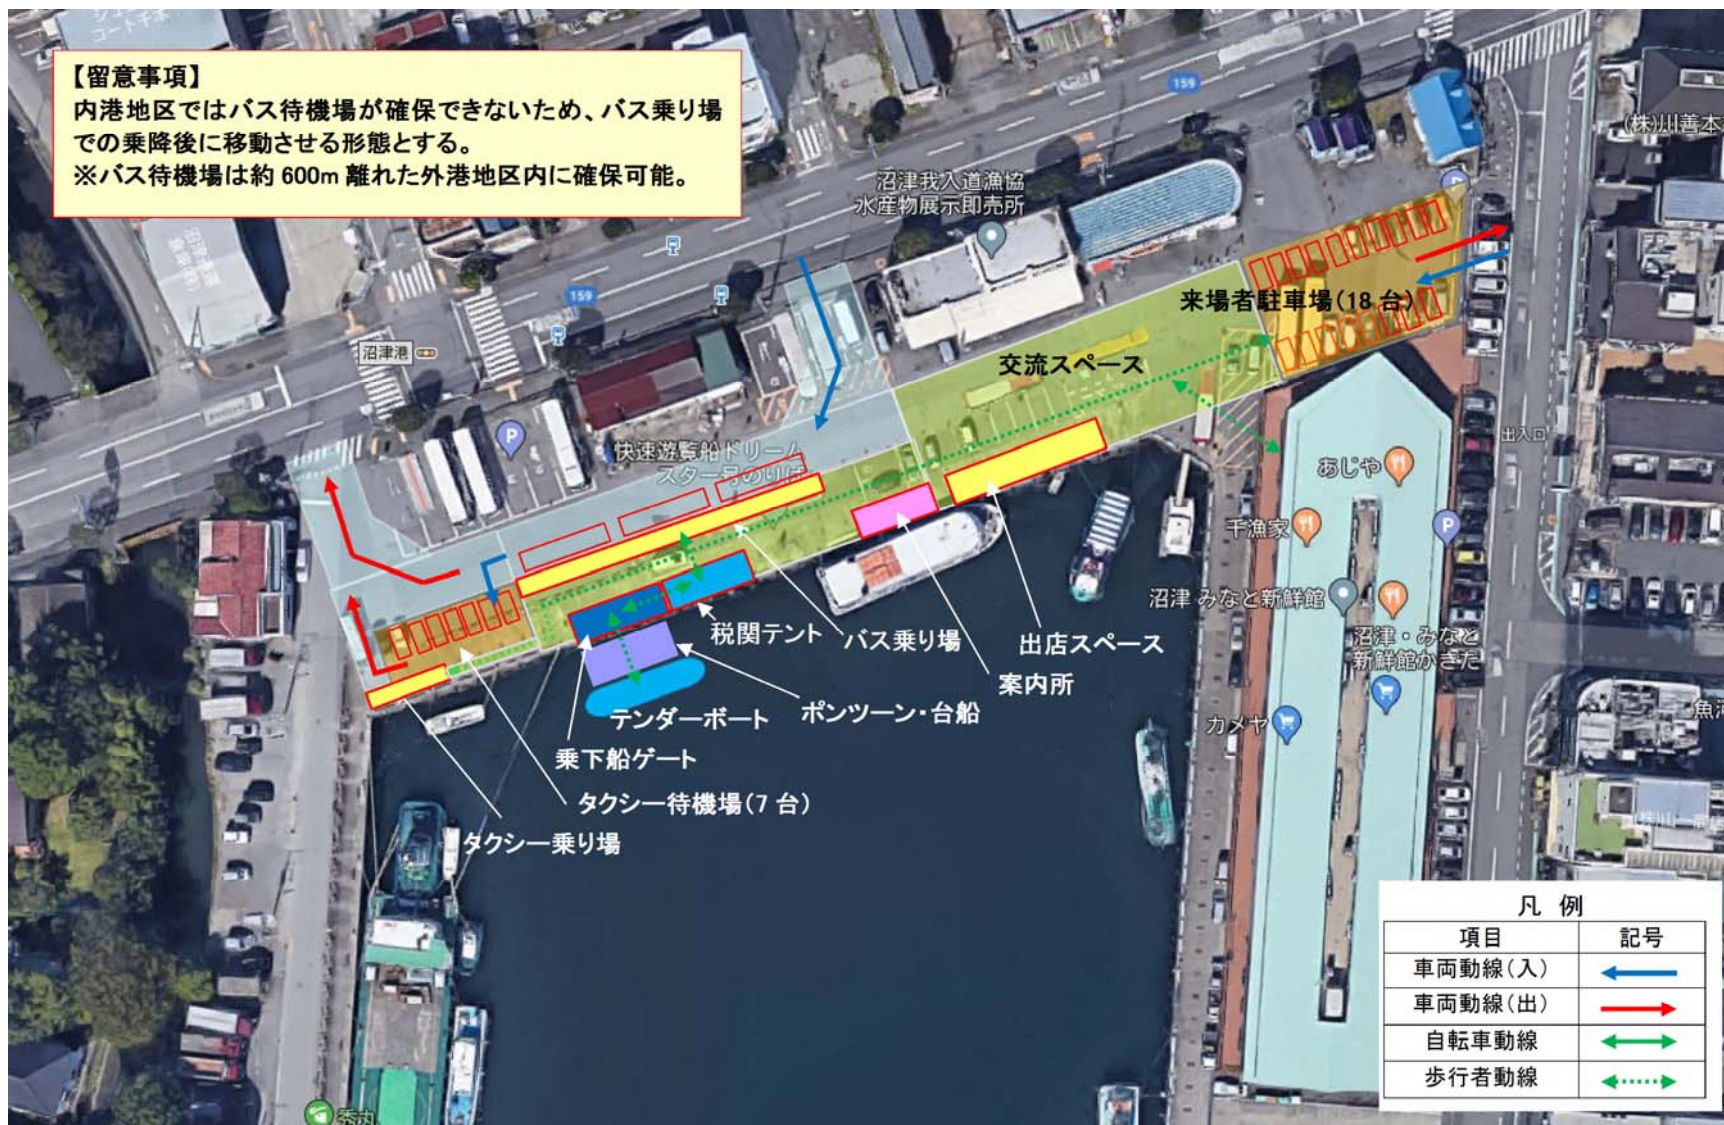 【留意事項】
内港地区ではバス待機場が確保できないため、バス乗り場
での乗降後に移動させる形態とする。
※バス待機場は約 600m 離れた外港地区内に確保可能。
コート千本
159
(株)川善本
沼津我入道漁協
水産物展示即売所
P
159
沼津港
来場者駐車場(18 台)
交流スペース
P
快速遊覧船ドリーム
スター号のりば
出入口
あじや
千漁家
P
沼津 みなと新鮮館
沼津・みなと
新鮮館かきた
税関テント
バス乗り場
出店スペース
案内所
テンダーボート
ポンツーン・台船
カメヤ
魚河
乗下船ゲート
タクシー待機場(7 台)
タクシー乗り場
秀丸
凡 例
項目 記号
車両動線(入)
車両動線(出)
自転車動線
歩行者動線